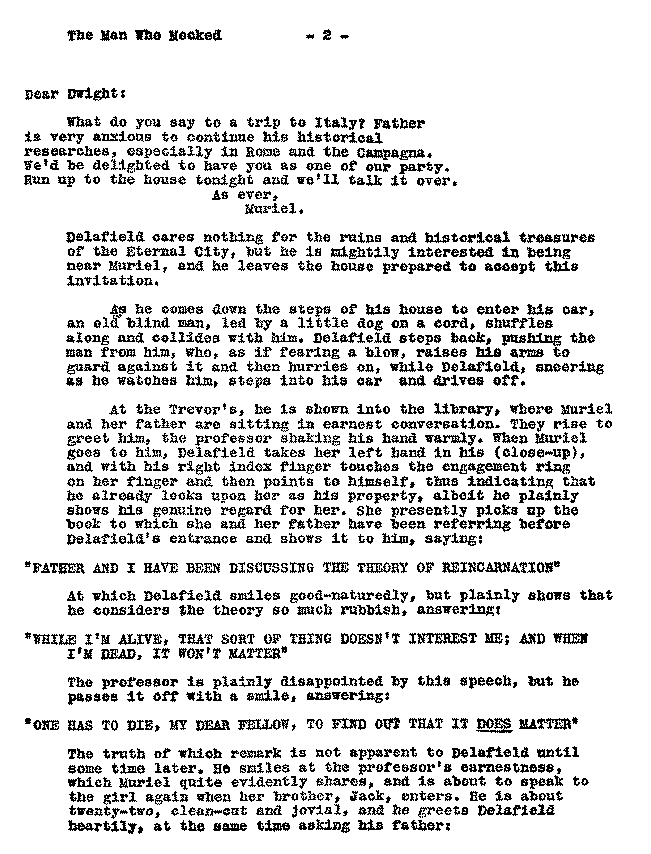 The Man Who Mocked - 2 -
Dear Dwight:
What do you say to a trip to Italy? Father
is very anxious to continue his historical
researches, especially in Rome and the Campagna.
We'd be delighted to have you as one of our party.
Run up to the house tonight and we'll talk it over.
As ever,
Muriel.
Delafield cares nothing for the ruins and historical treasures
of the Eternal City, but he is mightily interested in being
near Muriel, and he leaves the house prepared to accept this
invitation.
As he comes down the steps of his house to enter his car,
an old blind man, led by a little dog on a cord, shuffles
along and collides with him. Delafield steps back, pushing the
man from him, who, as if fearing a blow, raises his arms to
guard against it and then hurries on, while Delafield, sneering
as he watches him, steps into his car and drives off.
At the Trevor's, he is shown into the library, where Muriel
and her father are sitting in earnest conversation. They rise to
greet him, the professor shaking his hand warmly. When Muriel
goes to him, Delafield takes her left hand in his (close-up),
and with his right index finger touches the engagement ring
on her finger and then points to himself, thus indicating that
he already looks upon her as his property, albeit he plainly
shows his genuine regard for her. She presently picks up the
book to which she and her father have been referring before
Delafield's entrance and shows it to him, saying:
"FATHER AND I HAVE BEEN DISCUSSING THE THEORY OF REINCARNATION"
At which Delafield smiles good-naturedly, but plainly shows that
he considers the theory so much rubbish, answering:
"WHILE I'M ALIVE, THAT SORT OF THING DOESN'T INTEREST ME; AND WHEN
I'M DEAD, IT WON'T MATTER"
The professor is plainly disappointed by this speech, but he
passes it off with a smile, answering:
"ONE HAS TO DIE, MY DEAR FELLOW, TO FIND OUT THAT IT DOES MATTER"
The truth of which remark is not apparent to Delafield until
some time later. He smiles at the professor's earnestness,
which Muriel quite evidently shares, and is about to speak to
the girl again when her brother, Jack, enters. He is about
twenty-two, clean-cut and jovial, and he greets Delafield
heartily, at the same time asking his father: